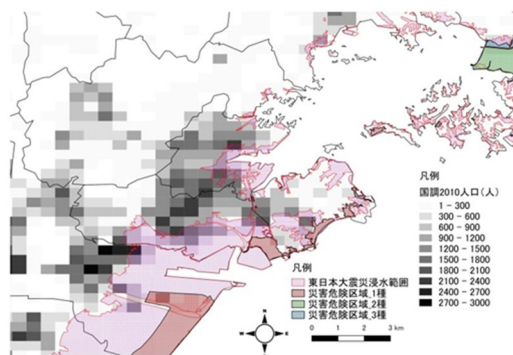 凡例
国調2010人口(人)
1 - 300
300 - 600
600 - 900
900 - 1200
1200 - 1500
1500 - 1800
1800 - 2100
2100 - 2400
2400 - 2700
2700 - 3000
凡例
東日本大震災浸水範囲
災害危険区域_1種
災害危険区域_2種
災害危険区域_3種
N
W E
S
0 1 2 3 km